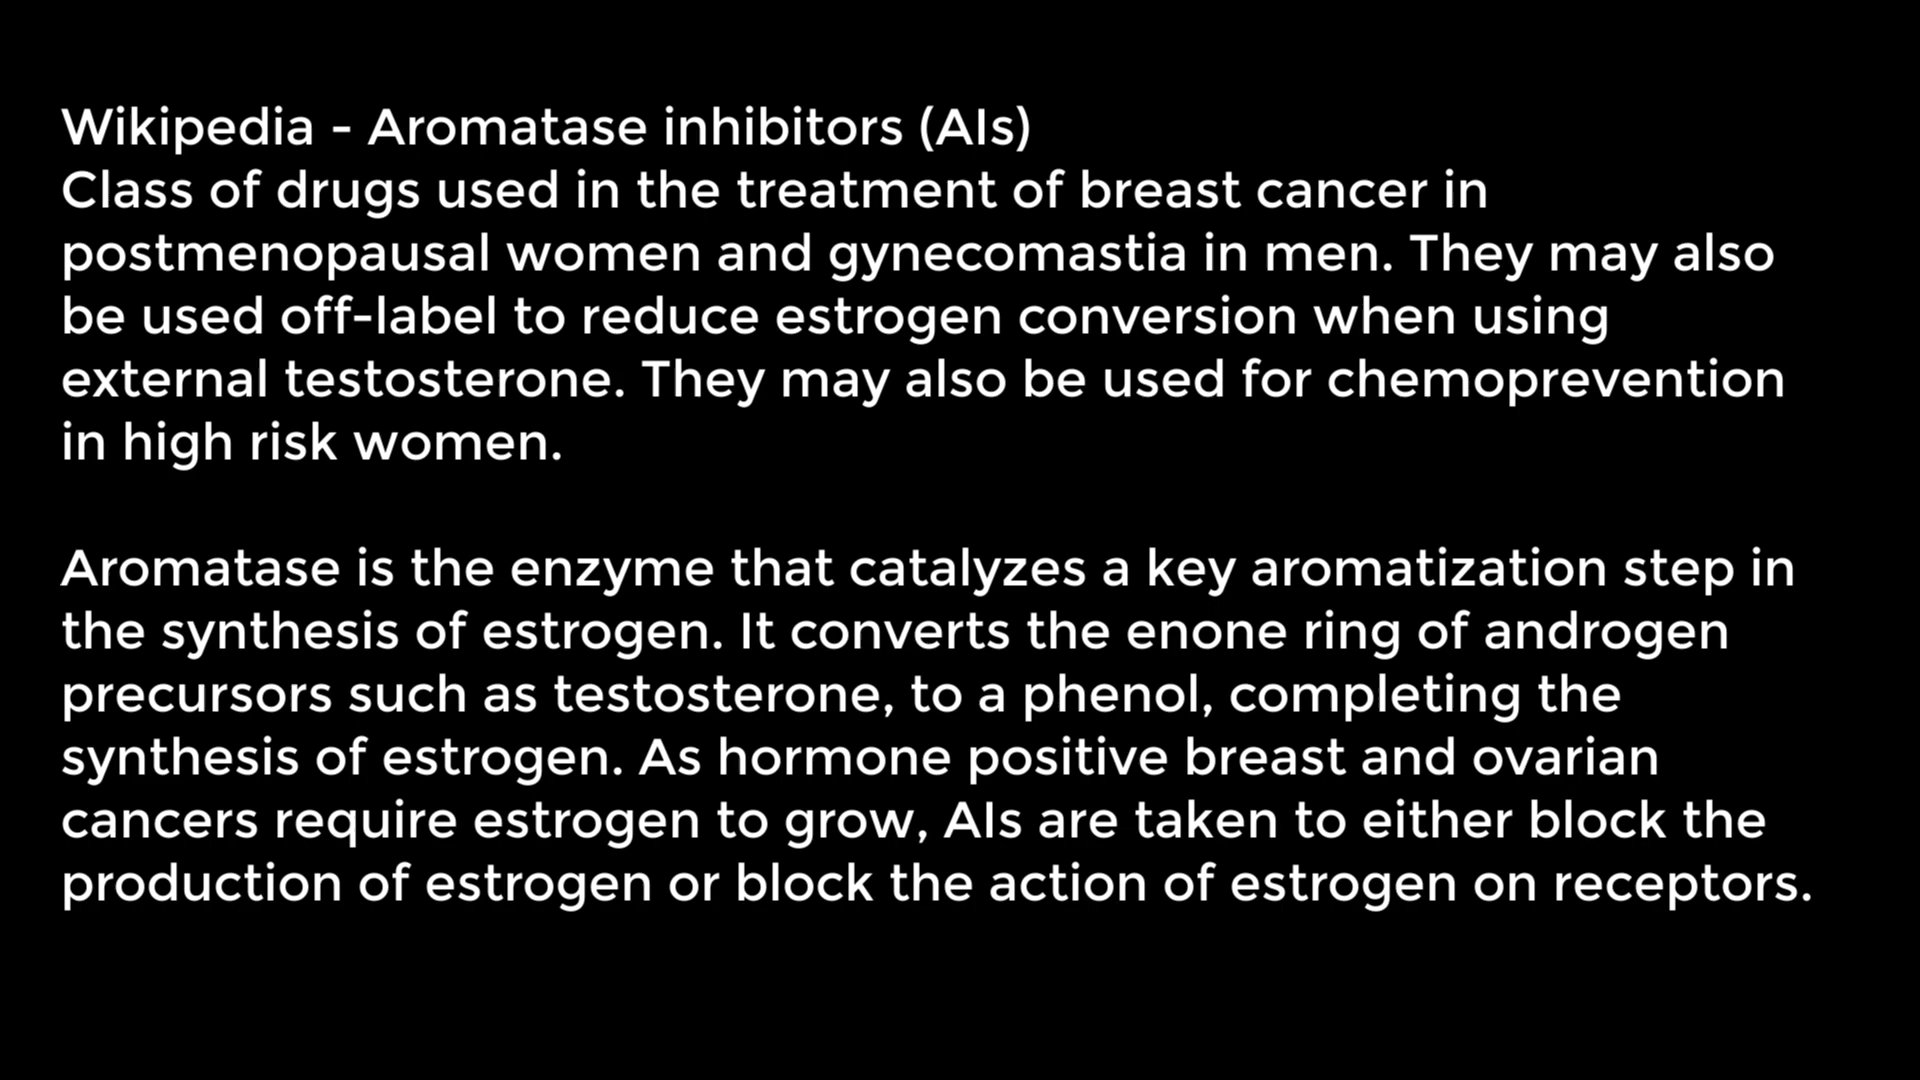 Wikipedia - Aromatase inhibitors (AIs)
Class of drugs used in the treatment of breast cancer in
postmenopausal women and gynecomastia in men. They may also
be used off-label to reduce estrogen conversion when using
external testosterone. They may also be used for chemoprevention
in high risk women.
Aromatase is the enzyme that catalyzes a key aromatization step in
the synthesis of estrogen. It converts the enone ring of androgen
precursors such as testosterone, to a phenol, completing the
synthesis of estrogen. As hormone positive breast and ovarian
cancers require estrogen to grow, AIs are taken to either block the
production of estrogen or block the action of estrogen on receptors.